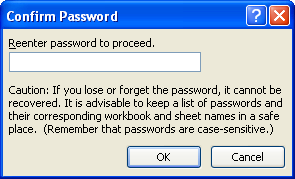 Confirm Password
?
Reenter password to proceed.
Caution: If you lose or forget the password, it cannot be
recovered. It is advisable to keep a list of passwords and
their corresponding workbook and sheet names in a safe
place.  (Remember that passwords are case-sensitive.)
OK
Cancel